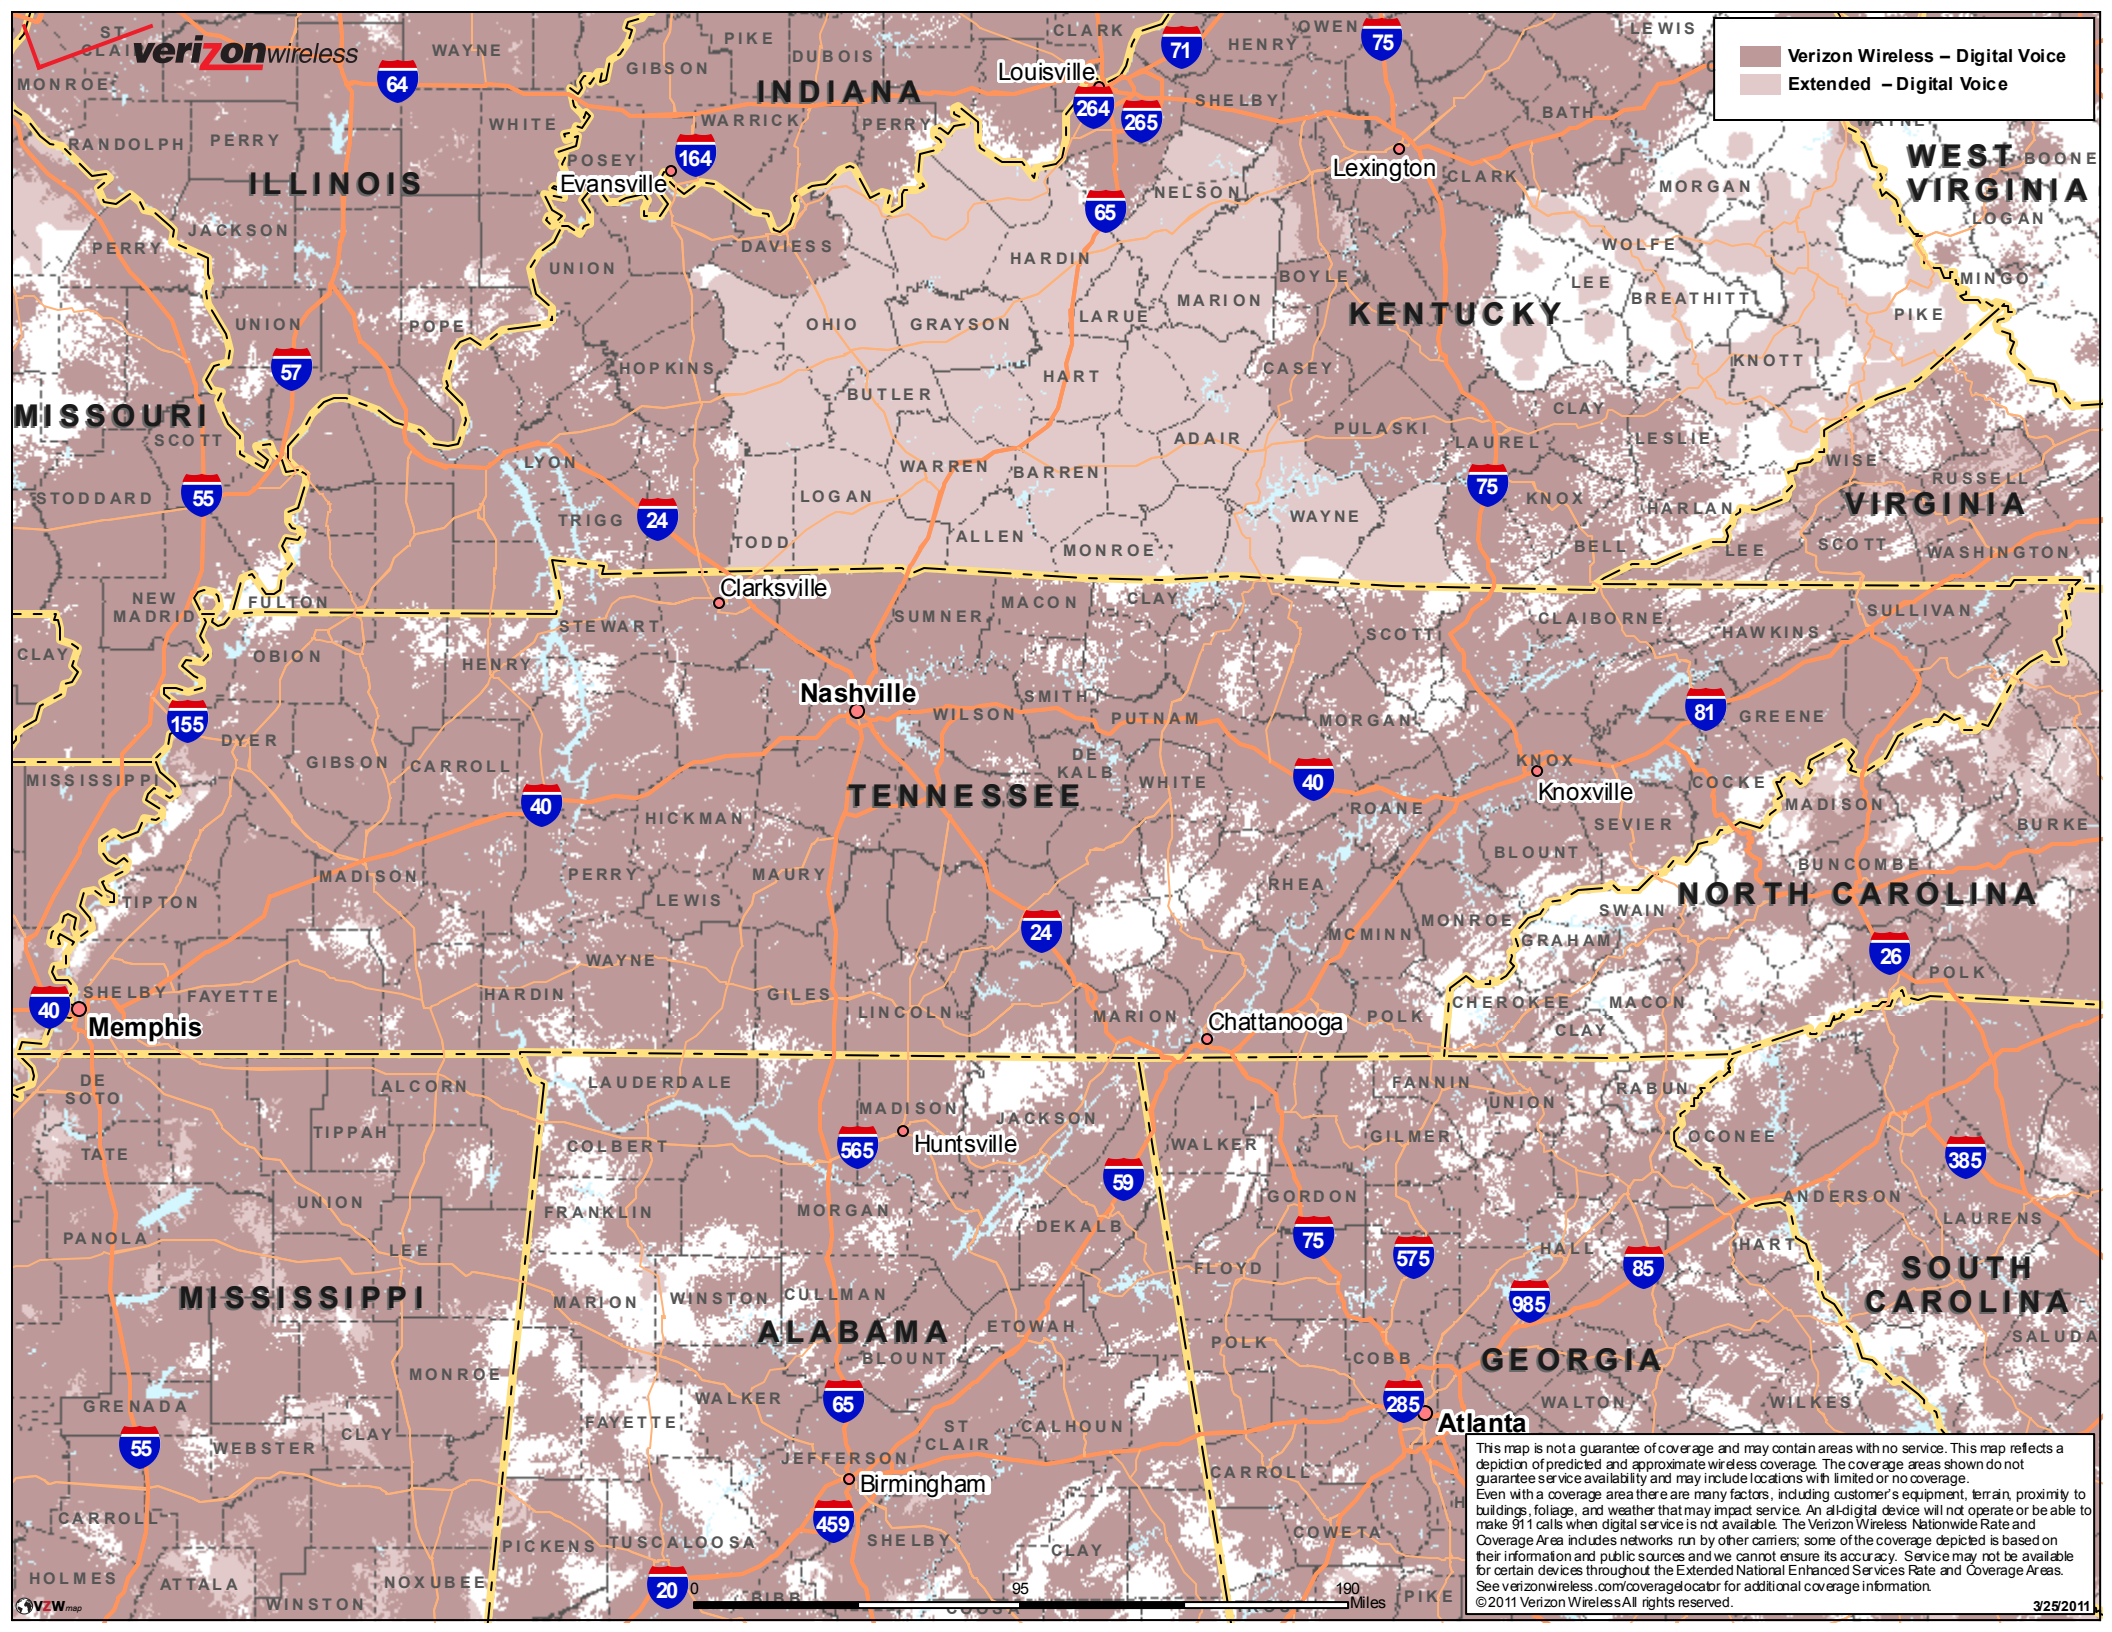 verizon wireless
Verizon Wireless – Digital Voice
Extended – Digital Voice
ST
CLAI
MONROE
WAYNE
64
PIKE
DUBOIS
GIBSON
INDIANA
CLARK
Louisville
71
HENRY
OWEN
75
LEWIS
264
265
SHELBY
BATH
RANDOLPH
PERRY
WHITE
WARRICK
PERRY
POSEY
164
Evansville
ILLINOIS
Lexington
CLARK
MORGAN
WAYNE
WEST
VIRGINIA
BOONE
LOGAN
NELSON
65
PERRY
JACKSON
UNION
DAVIESS
HARDIN
BOYLE
WOLFE
LEE
BREATHITT
MINGO
PIKE
MARION
LARUE
KENTUCKY
UNION
POPE
OHIO
GRAYSON
57
HOPKINS
HART
CASEY
KNOTT
BUTLER
MISSOURI
SCOTT
CLAY
PULASKI
LAUREL
LESLIE
ADAIR
LYON
WARREN
BARREN
WISE
RUSSELL
STODDARD
55
LOGAN
75
KNOX
HARLAN
VIRGINIA
TRIGG
24
WAYNE
TODD
ALLEN
MONROE
BELL
LEE
SCOTT
WASHINGTON
Clarksville
NEW
MADRID
FULTON
STEWART
SUMNER
MACON
CLAY
SCOTT
CLAIBORNE
HAWKINS
SULLIVAN
CLAY
OBION
HENRY
Nashville
SMITH
155
WILSON
PUTNAM
MORGAN
81
GREENE
DYER
GIBSON
CARROLL
DE
KALB
WHITE
40
KNOX
Knoxville
COCKE
MISSISSIPPI
TENNESSEE
40
ROANE
MADISON
HICKMAN
SEVIER
BURKE
BLOUNT
BUNCOMBE
MADISON
PERRY
MAURY
RHEA
TIPTON
LEWIS
NORTH CAROLINA
SWAIN
MONROE
24
MCMINN
GRAHAM
26
POLK
WAYNE
SHELBY
FAYETTE
HARDIN
GILES
LINCOLN
MARION
CHEROKEE
MACON
40
Memphis
Chattanooga
POLK
CLAY
DE
SOTO
ALCORN
LAUDERDALE
FANNIN
RABUN
UNION
MADISON
JACKSON
TIPPAH
COLBERT
565
Huntsville
WALKER
GILMER
OCONEE
TATE
385
59
UNION
FRANKLIN
MORGAN
DEKALB
GORDON
ANDERSON
LAURENS
PANOLA
LEE
75
575
HALL
HART
FLOYD
85
SOUTH
CAROLINA
MISSISSIPPI
MARION
WINSTON
CULLMAN
985
ALABAMA
ETOWAH
POLK
SALUDA
BLOUNT
COBB
GEORGIA
MONROE
WALKER
65
285
WALTON
WILKES
GRENADA
FAYETTE
ST
CLAIR
CALHOUN
Atlanta
55
WEBSTER
CLAY
JEFFERSON
CARROLL
Birmingham
CARROLL
459
SHELBY
COWETA
PICKENS
TUSCALOOSA
CLAY
HOLMES
ATTALA
NOXUBEE
20
BIBB
COOSA
PIKE
WINSTON
0
95
190
Miles
VZW map
This map is not a guarantee of coverage and may contain areas with no service. This map reflects a
depiction of predicted and approximate wireless coverage. The coverage areas shown do not
guarantee service availability and may include locations with limited or no coverage.
Even with a coverage area there are many factors, including customer's equipment, terrain, proximity to
buildings, foliage, and weather that may impact service. An all-digital device will not operate or be able to
make 911 calls when digital service is not available. The Verizon Wireless Nationwide Rate and
Coverage Area includes networks run by other carriers; some of the coverage depicted is based on
their information and public sources and we cannot ensure its accuracy. Service may not be available
for certain devices throughout the Extended National Enhanced Services Rate and Coverage Areas.
See verizonwireless.com/coveragelocator for additional coverage information.
©2011 Verizon Wireless All rights reserved.
3/25/2011